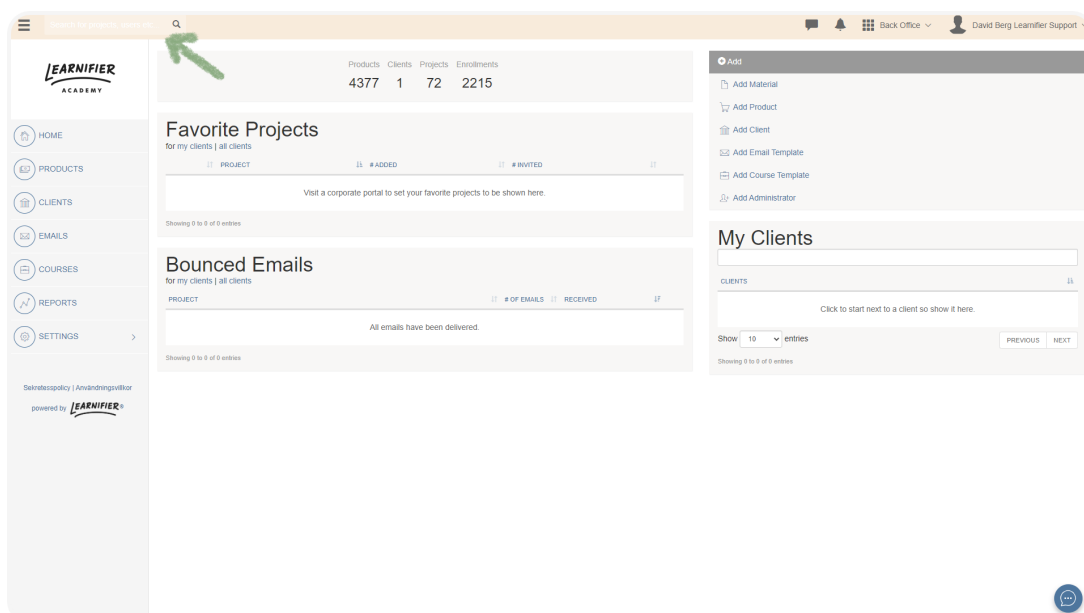 Search for projects, users etc...
Back Office
David Berg Learnifier Support
LEARNIFIER
ACADEMY
HOME
PRODUCTS
CLIENTS
EMAILS
COURSES
REPORTS
SETTINGS
Sekretesspolicy | Användningsvillkor
powered by LEARNIFIER®
Products Clients Projects Enrollments
4377 1 72 2215
Favorite Projects
for my clients | all clients
PROJECT # ADDED # INVITED
Visit a corporate portal to set your favorite projects to be shown here.
Showing 0 to 0 of 0 entries
Bounced Emails
for my clients | all clients
PROJECT # OF EMAILS RECEIVED
All emails have been delivered.
Showing 0 to 0 of 0 entries
Add
Add Material
Add Product
Add Client
Add Email Template
Add Course Template
Add Administrator
My Clients
CLIENTS
Click to start next to a client so show it here.
Show 10 entries
PREVIOUS NEXT
Showing 0 to 0 of 0 entries